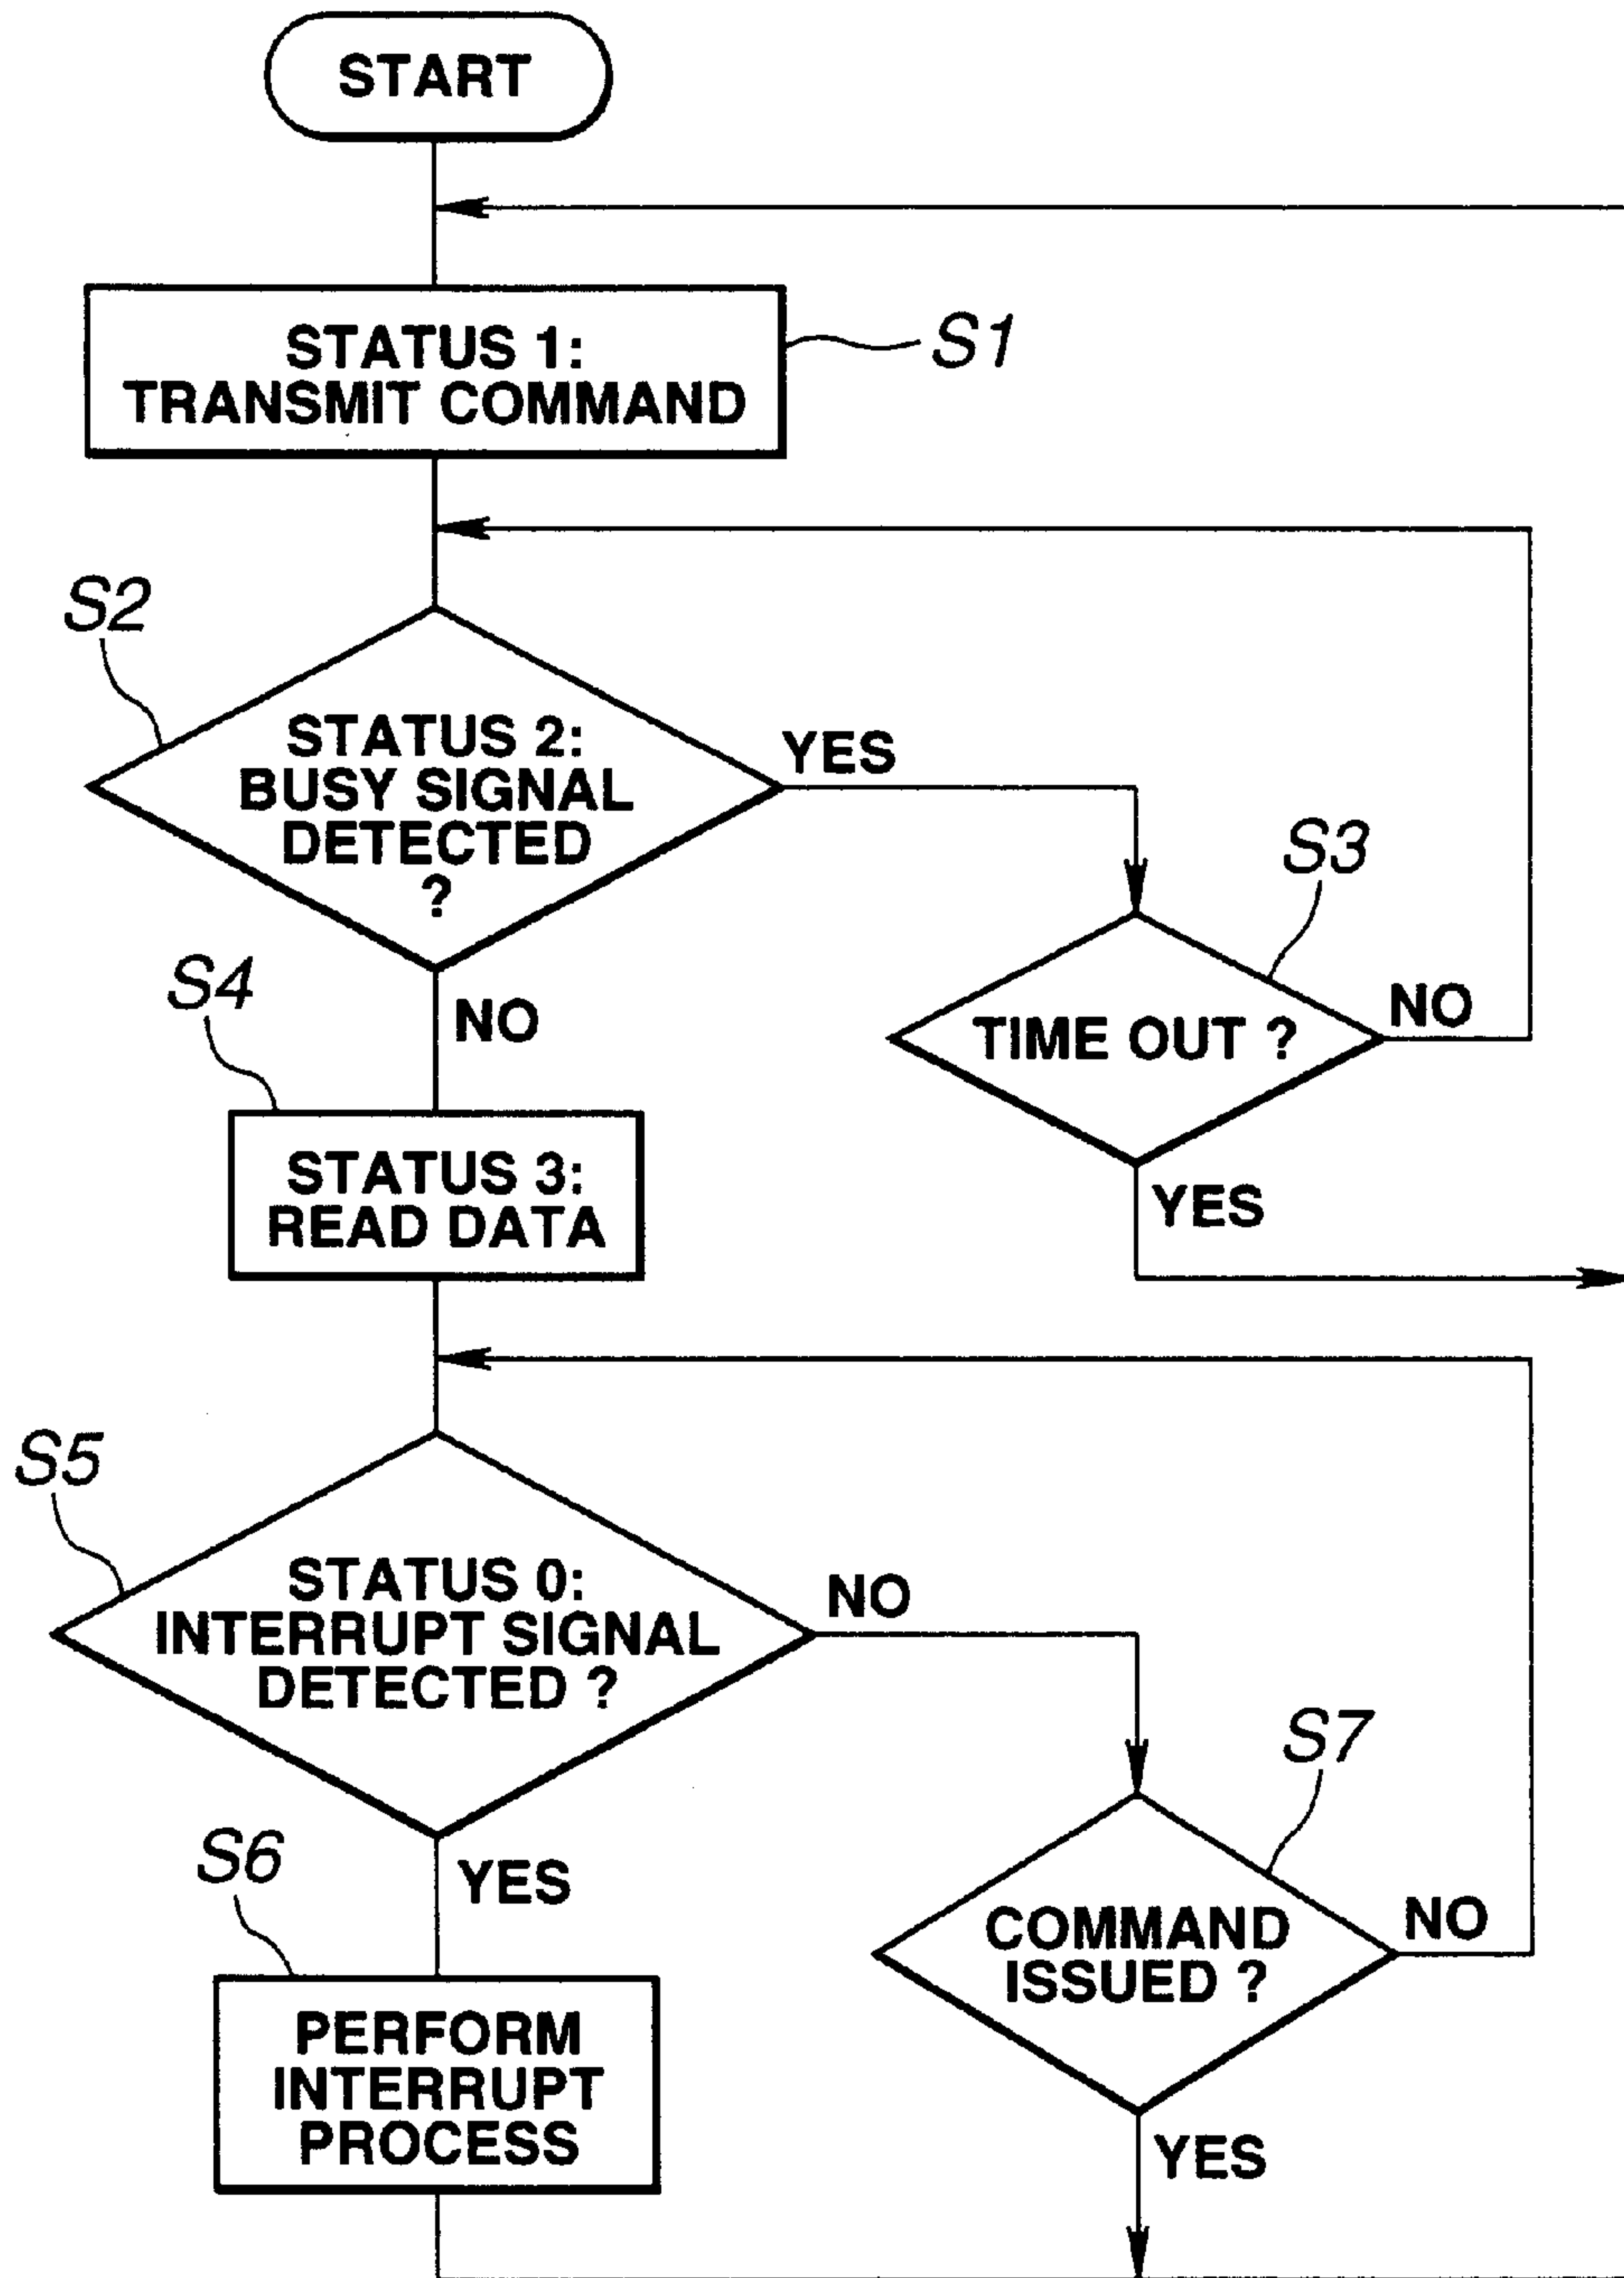 START
STATUS 1:
TRANSMIT COMMAND
S1
S2
STATUS 2:
BUSY SIGNAL
DETECTED
?
YES
S3
TIME OUT ?
NO
YES
NO
S4
STATUS 3:
READ DATA
S5
STATUS 0:
INTERRUPT SIGNAL
DETECTED ?
NO
S7
COMMAND
ISSUED ?
NO
YES
YES
S6
PERFORM
INTERRUPT
PROCESS